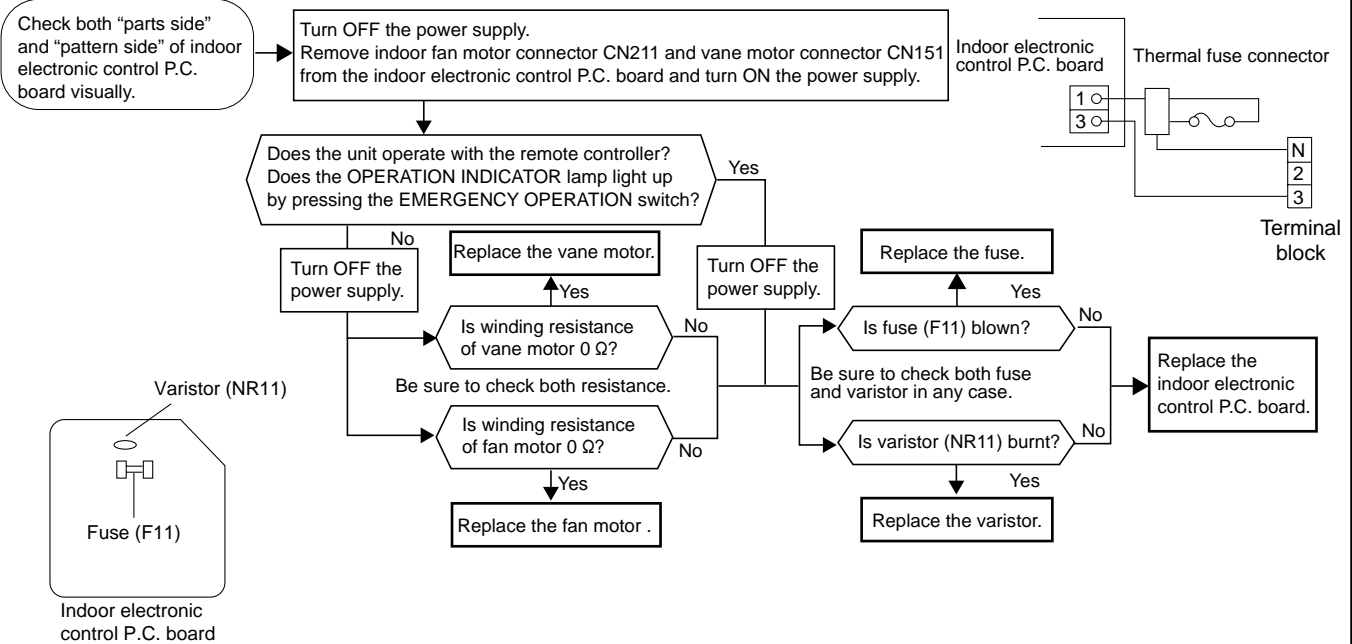 Check both “parts side”
and “pattern side” of indoor
electronic control P.C.
board visually.
Turn OFF the power supply.
Remove indoor fan motor connector CN211 and vane motor connector CN151
from the indoor electronic control P.C. board and turn ON the power supply.
Indoor electronic
control P.C. board
Thermal fuse connector
1
3
N
2
3
Terminal
block
Does the unit operate with the remote controller?
Does the OPERATION INDICATOR lamp light up
by pressing the EMERGENCY OPERATION switch?
Yes
No
Turn OFF the
power supply.
Replace the vane motor.
Yes
Is winding resistance
of vane motor 0 Ω?
No
Be sure to check both resistance.
Is winding resistance
of fan motor 0 Ω?
No
Yes
Replace the fan motor .
Turn OFF the
power supply.
Replace the fuse.
Yes
Is fuse (F11) blown?
No
Be sure to check both fuse
and varistor in any case.
Is varistor (NR11) burnt?
No
Yes
Replace the varistor.
Replace the
indoor electronic
control P.C. board.
Varistor (NR11)
Fuse (F11)
Indoor electronic
control P.C. board